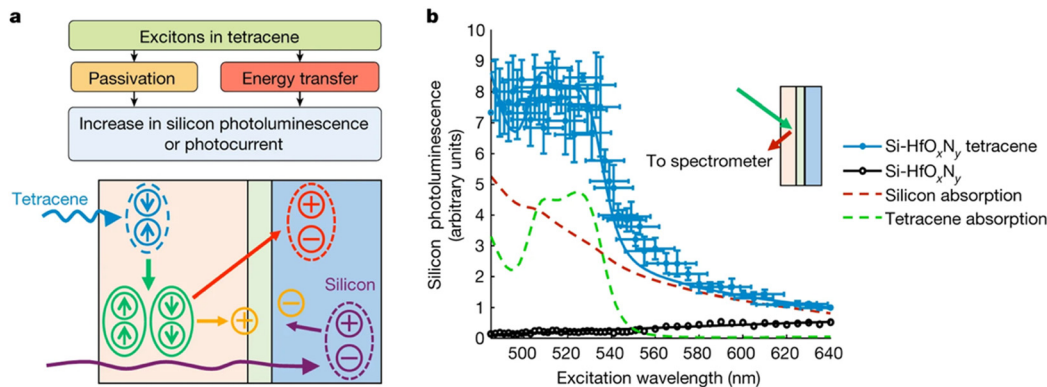 a
Excitons in tetracene
Passivation
Energy transfer
Increase in silicon photoluminescence
or photocurrent
Tetracene
Silicon
b
Silicon photoluminescence
(arbitrary units)
10
9
8
7
6
5
4
3
2
1
0
500 520 540 560 580 600 620 640
Excitation wavelength (nm)
To spectrometer
Si-HfOₓNᵧ tetracene
Si-HfOₓNᵧ
Silicon absorption
Tetracene absorption